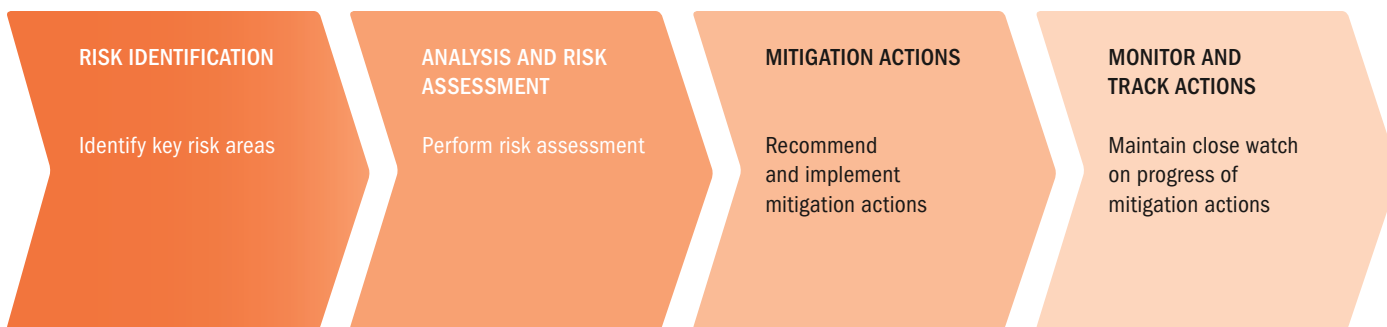 RISK IDENTIFICATION
Identify key risk areas
ANALYSIS AND RISK
ASSESSMENT
Perform risk assessment
MITIGATION ACTIONS
Recommend
and implement
mitigation actions
MONITOR AND
TRACK ACTIONS
Maintain close watch
on progress of
mitigation actions